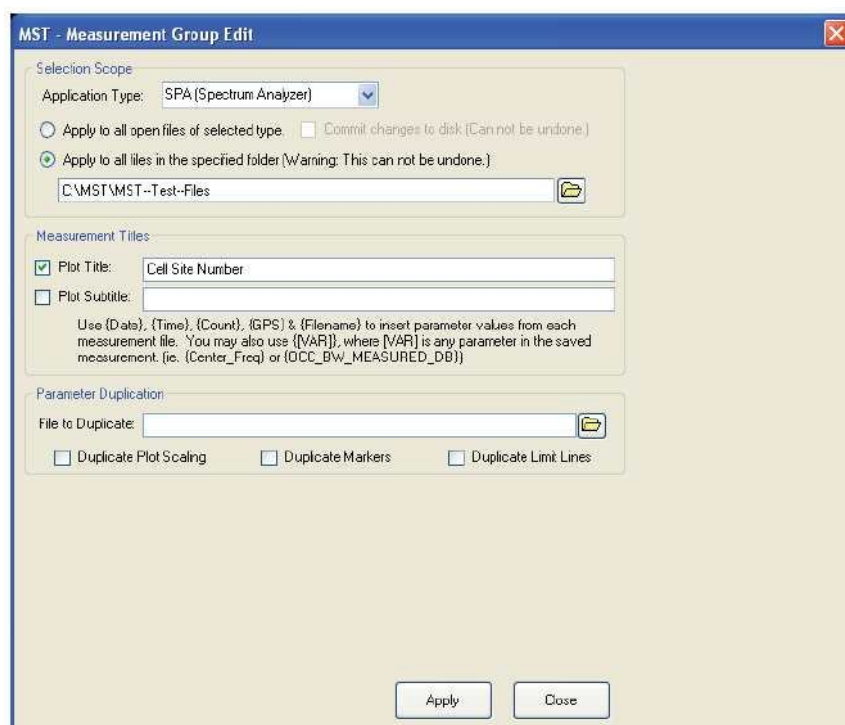 MST - Measurement Group Edit
Selection Scope
Application Type: SPA (Spectrum Analyzer)
Apply to all open files of selected type. Commit changes to disk (Can not be undone.)
Apply to all files in the specified folder (Warning: This can not be undone.)
C:\MST\MST--Test--Files
Measurement Titles
Plot Title: Cell Site Number
Plot Subtitle:
Use {Date}, {Time}, {Count}, {GPS} & {Filename} to insert parameter values from each
measurement file. You may also use {[VAR]}, where [VAR] is any parameter in the saved
measurement. (ie. {Center_Freq} or {OCC_BW_MEASURED_DB})
Parameter Duplication
File to Duplicate:
Duplicate Plot Scaling Duplicate Markers Duplicate Limit Lines
Apply Close